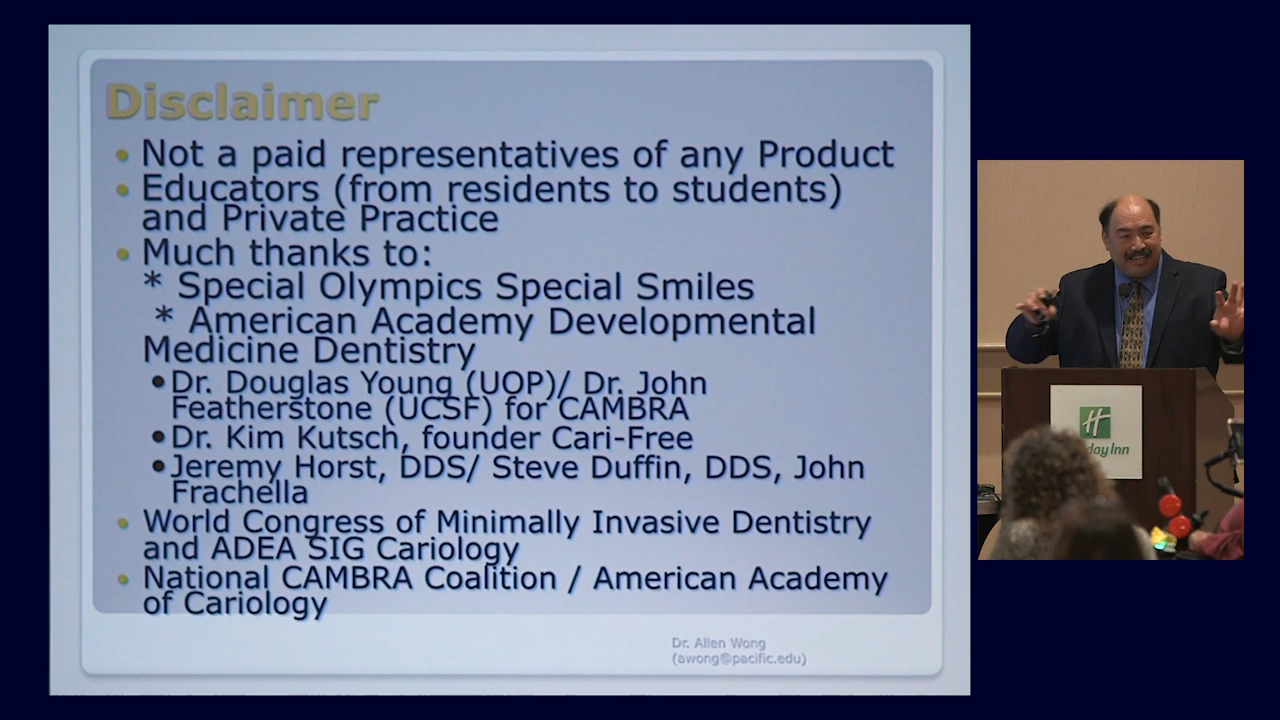 Disclaimer
• Not a paid representatives of any Product
• Educators (from residents to students)
and Private Practice
• Much thanks to:
* Special Olympics Special Smiles
* American Academy Developmental
Medicine Dentistry
• Dr. Douglas Young (UOP)/ Dr. John
Featherstone (UCSF) for CAMBRA
• Dr. Kim Kutsch, founder Cari-Free
• Jeremy Horst, DDS/ Steve Duffin, DDS, John
Frachella
• World Congress of Minimally Invasive Dentistry
and ADEA SIG Cariology
• National CAMBRA Coalition / American Academy
of Cariology
Dr. Allen Wong
(awong@pacific.edu)
H
day Inn